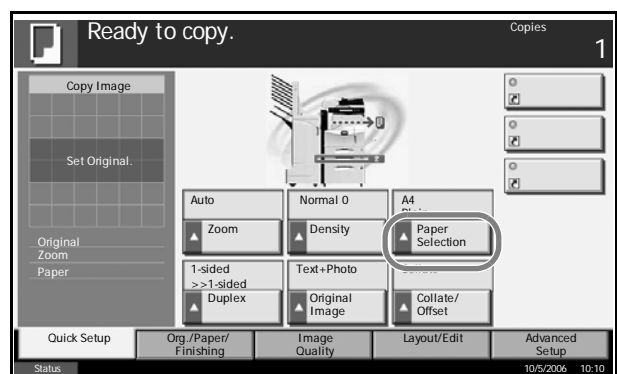 Ready to copy.
Copies
1
Copy Image
Set Original.
Original
Zoom
Paper
Auto
Zoom
Normal 0
Density
A4
Plain
Paper
Selection
1-sided
>>1-sided
Duplex
Text+Photo
Original
Image
Collate/
Offset
Quick Setup
Org./Paper/
Finishing
Image
Quality
Layout/Edit
Advanced
Setup
Status
10/5/2006 10:10